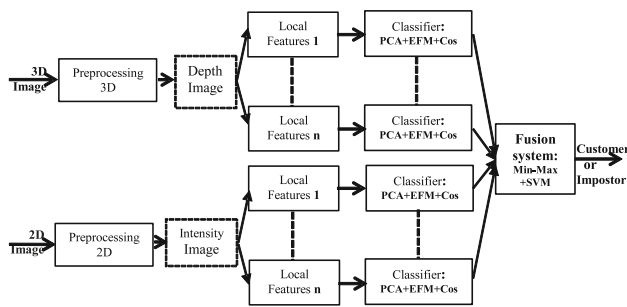 3D
Image
Preprocessing
3D
Depth
Image
Local
Features 1
Classifier:
PCA+EFM+Cos
Local
Features n
Classifier:
PCA+EFM+Cos
2D
Image
Preprocessing
2D
Intensity
Image
Local
Features 1
Classifier:
PCA+EFM+Cos
Local
Features n
Classifier:
PCA+EFM+Cos
Fusion
system:
Min-Max
+SVM
Customer
or
Impostor